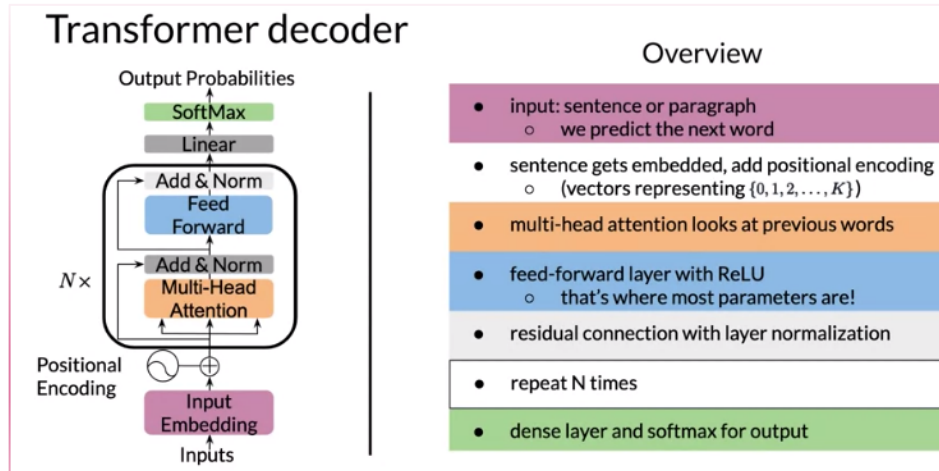 Transformer decoder
Output Probabilities
SoftMax
Linear
Add & Norm
Feed
Forward
Add & Norm
Multi-Head
Attention
N×
Positional
Encoding
Input
Embedding
Inputs
Overview
● input: sentence or paragraph
○ we predict the next word
● sentence gets embedded, add positional encoding
○ (vectors representing {0, 1, 2, . . . , K})
● multi-head attention looks at previous words
● feed-forward layer with ReLU
○ that's where most parameters are!
● residual connection with layer normalization
● repeat N times
● dense layer and softmax for output